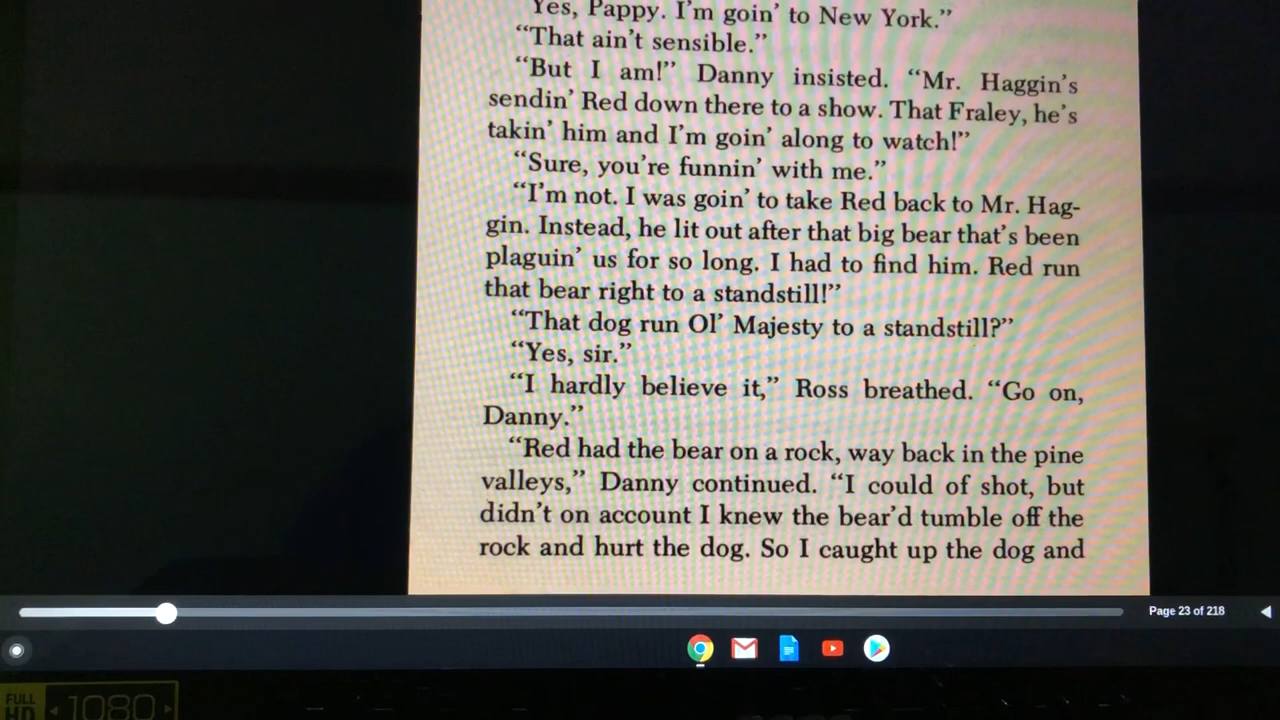 Yes, Pappy. I'm goin' to New York.”
“That ain't sensible.”
“But I am!” Danny insisted. “Mr. Haggin's
sendin' Red down there to a show. That Fraley, he's
takin' him and I'm goin' along to watch!”
“Sure, you're funnin' with me.”
“I'm not. I was goin' to take Red back to Mr. Hag-
gin. Instead, he lit out after that big bear that's been
plaguin' us for so long. I had to find him. Red run
that bear right to a standstill!”
“That dog run Ol' Majesty to a standstill?”
“Yes, sir.”
“I hardly believe it,” Ross breathed. “Go on,
Danny.”
“Red had the bear on a rock, way back in the pine
valleys,” Danny continued. “I could of shot, but
didn't on account I knew the bear'd tumble off the
rock and hurt the dog. So I caught up the dog and
Page 23 of 218
FULL
HD
1080